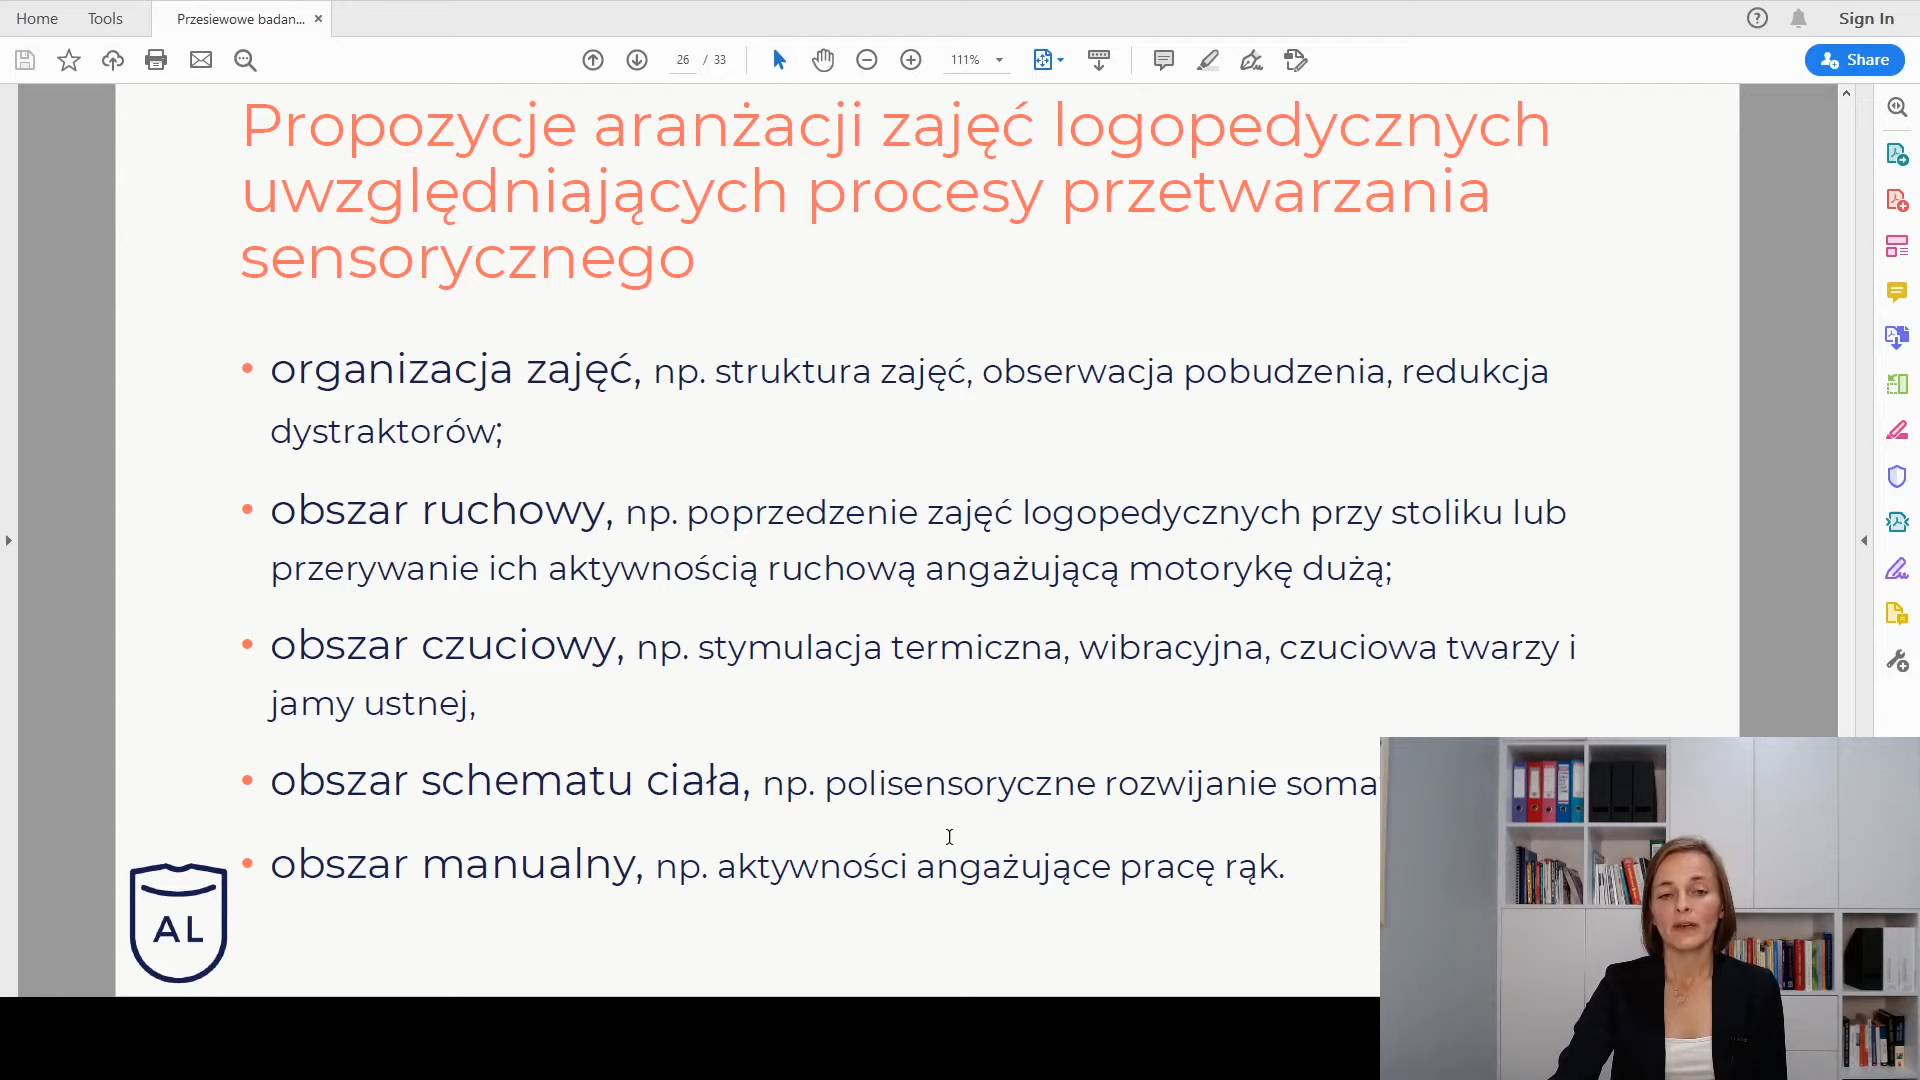 Home Tools Przesiewowe badan... Sign In
26 / 33 111% Share
Propozycje aranżacji zajęć logopedycznych
uwzględniających procesy przetwarzania
sensorycznego
organizacja zajęć, np. struktura zajęć, obserwacja pobudzenia, redukcja
dystraktorów;
obszar ruchowy, np. poprzedzenie zajęć logopedycznych przy stoliku lub
przerywanie ich aktywnością ruchową angażującą motorykę dużą;
obszar czuciowy, np. stymulacja termiczna, wibracyjna, czuciowa twarzy i
jamy ustnej,
obszar schematu ciała, np. polisensoryczne rozwijanie soma
obszar manualny, np. aktywności angażujące pracę rąk.
AL